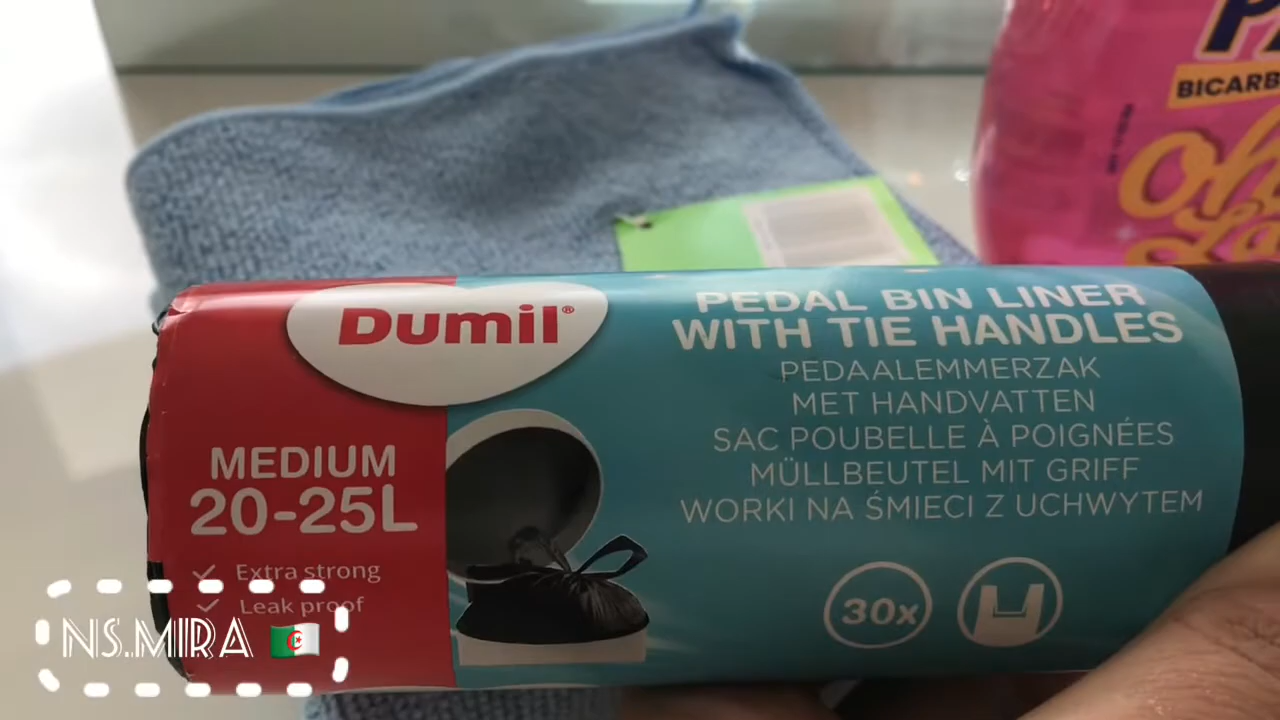 BICARB
Dumil®
PEDAL BIN LINER
WITH TIE HANDLES
PEDAALEMMERZAK
MET HANDVATTEN
SAC POUBELLE À POIGNÉES
MÜLLBEUTEL MIT GRIFF
WORKI NA ŚMIECI Z UCHWYTEM
MEDIUM
20-25L
Extra strong
Leak proof
30x
NS.MIRA